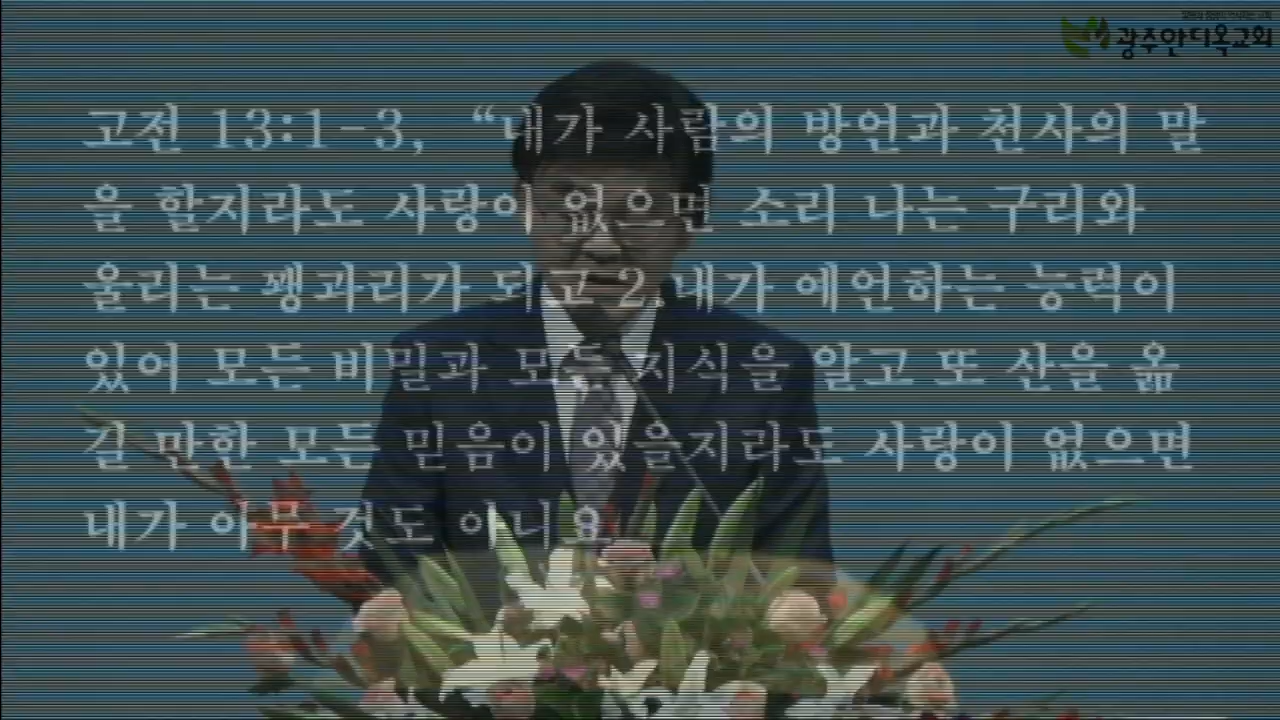 광주안디옥교회
고전 13:1-3, “내가 사람의 방언과 천사의 말
을 할지라도 사랑이 없으면 소리 나는 구리와
울리는 꽹과리가 되고 2.내가 예언하는 능력이
있어 모든 비밀과 모든 지식을 알고 또 산을 옮
길 만한 모든 믿음이 있을지라도 사랑이 없으면
내가 아무 것도 아니요